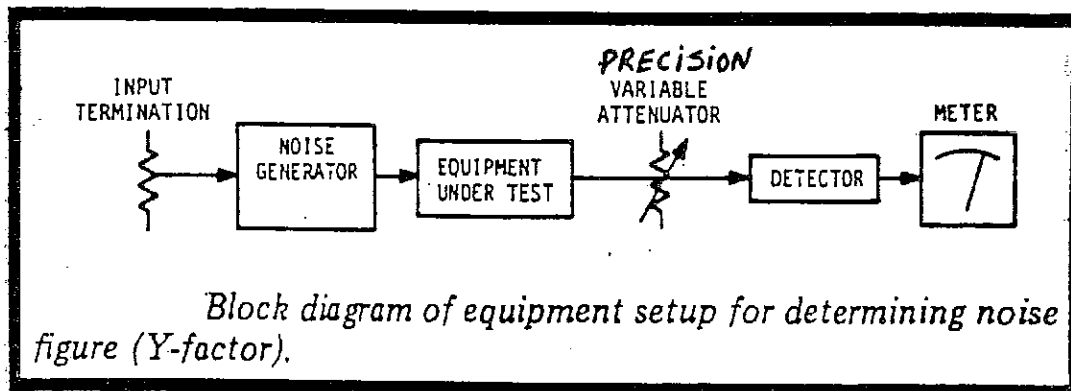 INPUT
TERMINATION
NOISE
GENERATOR
EQUIPMENT
UNDER TEST
PRECISION
VARIABLE
ATTENUATOR
DETECTOR
METER
Block diagram of equipment setup for determining noise
figure (Y-factor).